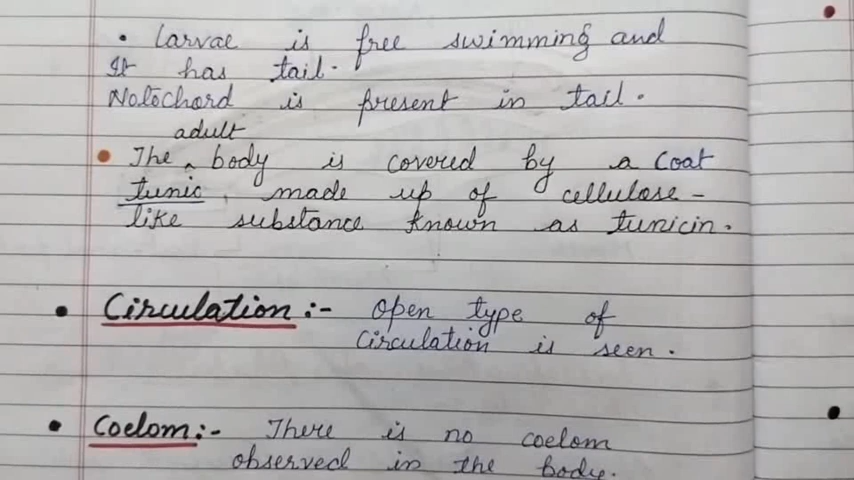 • Larvae is free swimming and
It has tail.
Notochord is present in tail.
adult
• The ^ body is covered by a coat
tunic, made up of cellulose-
like substance known as tunicin.
• Circulation :- Open type of
circulation is seen.
• Coelom :- There is no coelom
observed in the body.